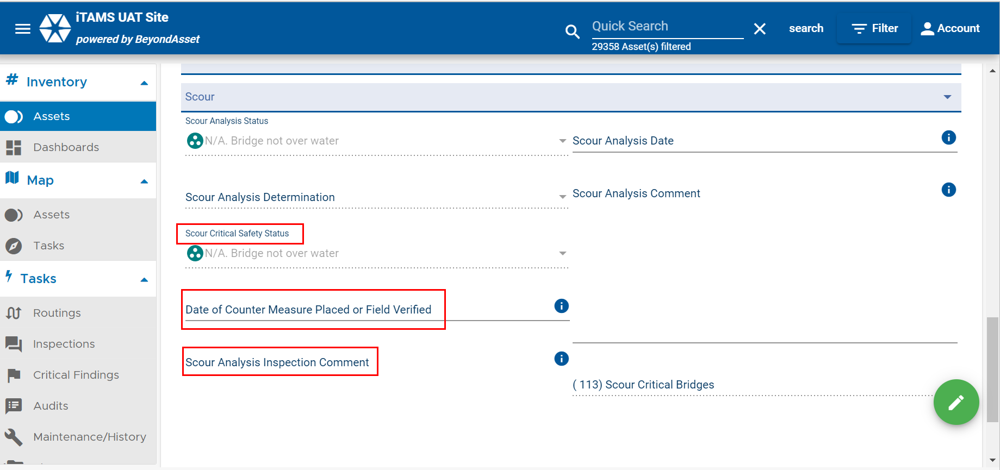 iTAMS UAT Site
powered by BeyondAsset
Quick Search
29358 Asset(s) filtered
search
Filter
Account
# Inventory
Assets
Dashboards
Map
Assets
Tasks
Tasks
Routings
Inspections
Critical Findings
Audits
Maintenance/History
Scour
Scour Analysis Status
N/A. Bridge not over water
Scour Analysis Date
Scour Analysis Determination
Scour Analysis Comment
Scour Critical Safety Status
N/A. Bridge not over water
Date of Counter Measure Placed or Field Verified
Scour Analysis Inspection Comment
( 113) Scour Critical Bridges